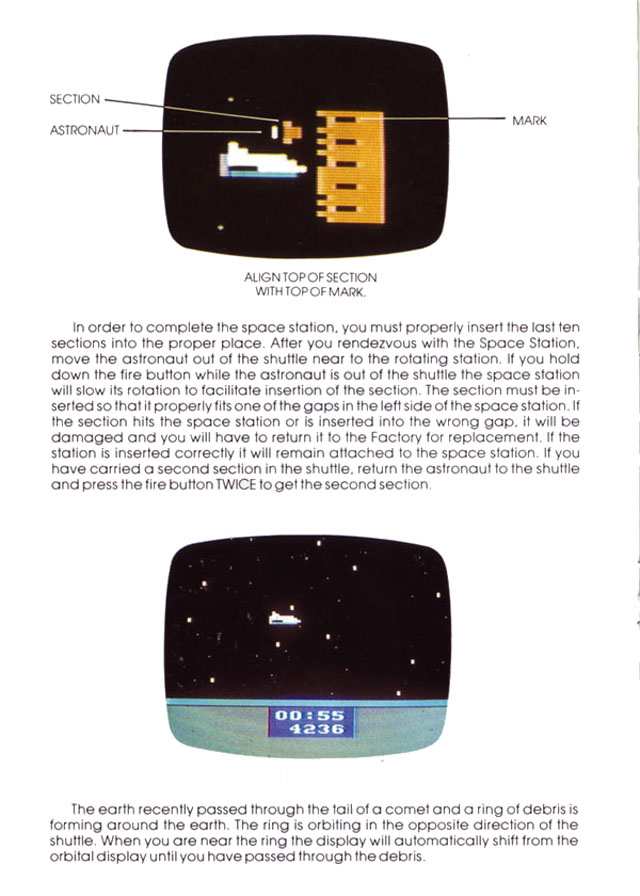 SECTION
ASTRONAUT
MARK
ALIGN TOP OF SECTION
WITH TOP OF MARK.
In order to complete the space station, you must properly insert the last ten
sections into the proper place. After you rendezvous with the Space Station,
move the astronaut out of the shuttle near to the rotating station. If you hold
down the fire button while the astronaut is out of the shuttle the space station
will slow its rotation to facilitate insertion of the section. The section must be in-
serted so that it properly fits one of the gaps in the left side of the space station. If
the section hits the space station or is inserted into the wrong gap, it will be
damaged and you will have to return it to the Factory for replacement. If the
station is inserted correctly it will remain attached to the space station. If you
have carried a second section in the shuttle, return the astronaut to the shuttle
and press the fire button TWICE to get the second section.
00:55
4236
The earth recently passed through the tail of a comet and a ring of debris is
forming around the earth. The ring is orbiting in the opposite direction of the
shuttle. When you are near the ring the display will automatically shift from the
orbital display until you have passed through the debris.